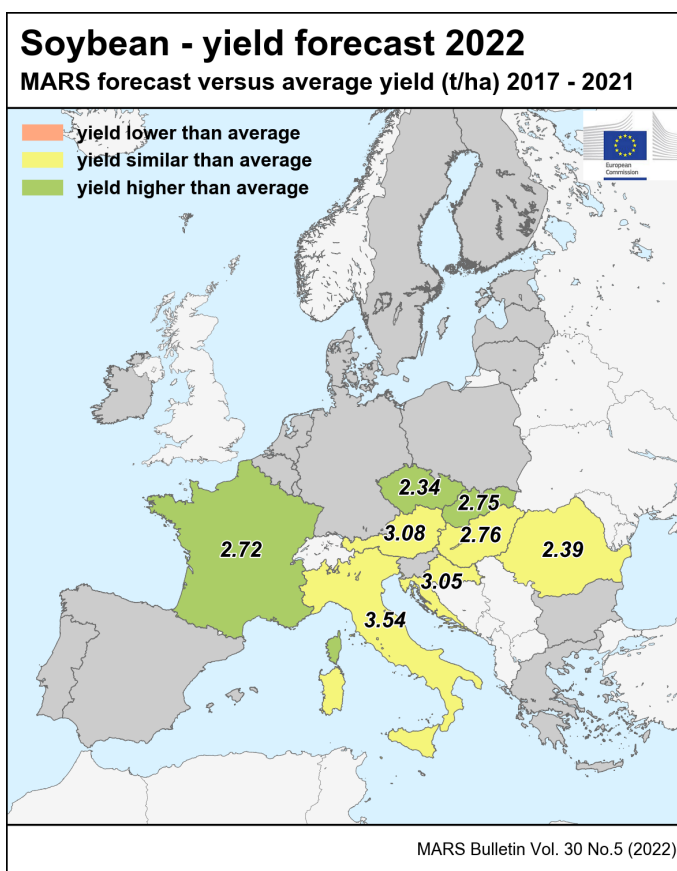 Soybean - yield forecast 2022
MARS forecast versus average yield (t/ha) 2017 - 2021
yield lower than average
yield similar than average
yield higher than average
European
Commission
2.34
2.75
3.08
2.76
2.72
2.39
3.05
3.54
MARS Bulletin Vol. 30 No.5 (2022)